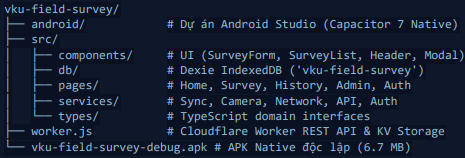 vku-field-survey/
├── android/ # Dự án Android Studio (Capacitor 7 Native)
├── src/
│   ├── components/ # UI (SurveyForm, SurveyList, Header, Modal)
│   ├── db/ # Dexie IndexedDB ('vku-field-survey')
│   ├── pages/ # Home, Survey, History, Admin, Auth
│   ├── services/ # Sync, Camera, Network, API, Auth
│   └── types/ # TypeScript domain interfaces
├── worker.js # Cloudflare Worker REST API & KV Storage
└── vku-field-survey-debug.apk # APK Native độc lập (6.7 MB)